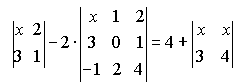 |x 2; 3 1| − 2 · |x 1 2; 3 0 1; −1 2 4| = 4 + |x x; 3 4|